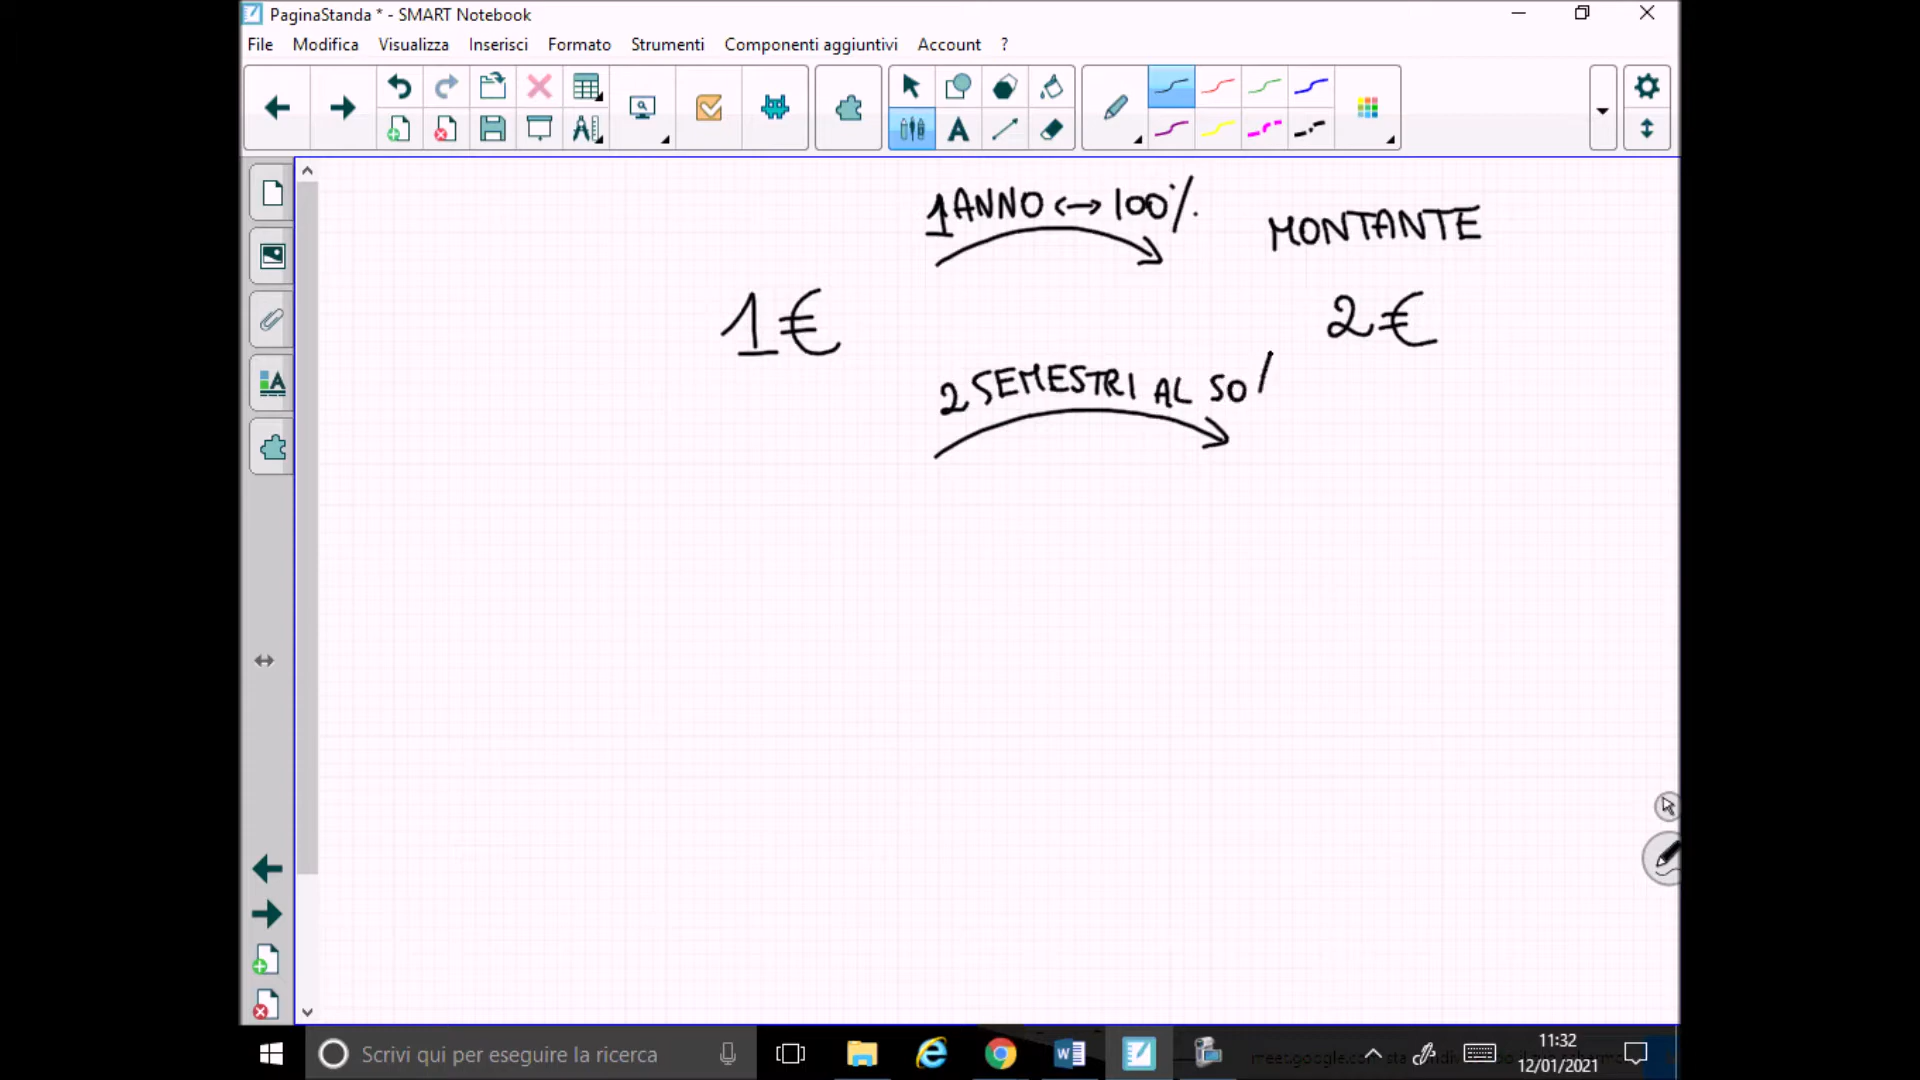 PaginaStanda * - SMART Notebook
File Modifica Visualizza Inserisci Formato Strumenti Componenti aggiuntivi Account ?
1 ANNO <-> 100%
MONTANTE
1€
2€
2 SEMESTRI AL 50/
Scrivi qui per eseguire la ricerca
11:32
12/01/2021